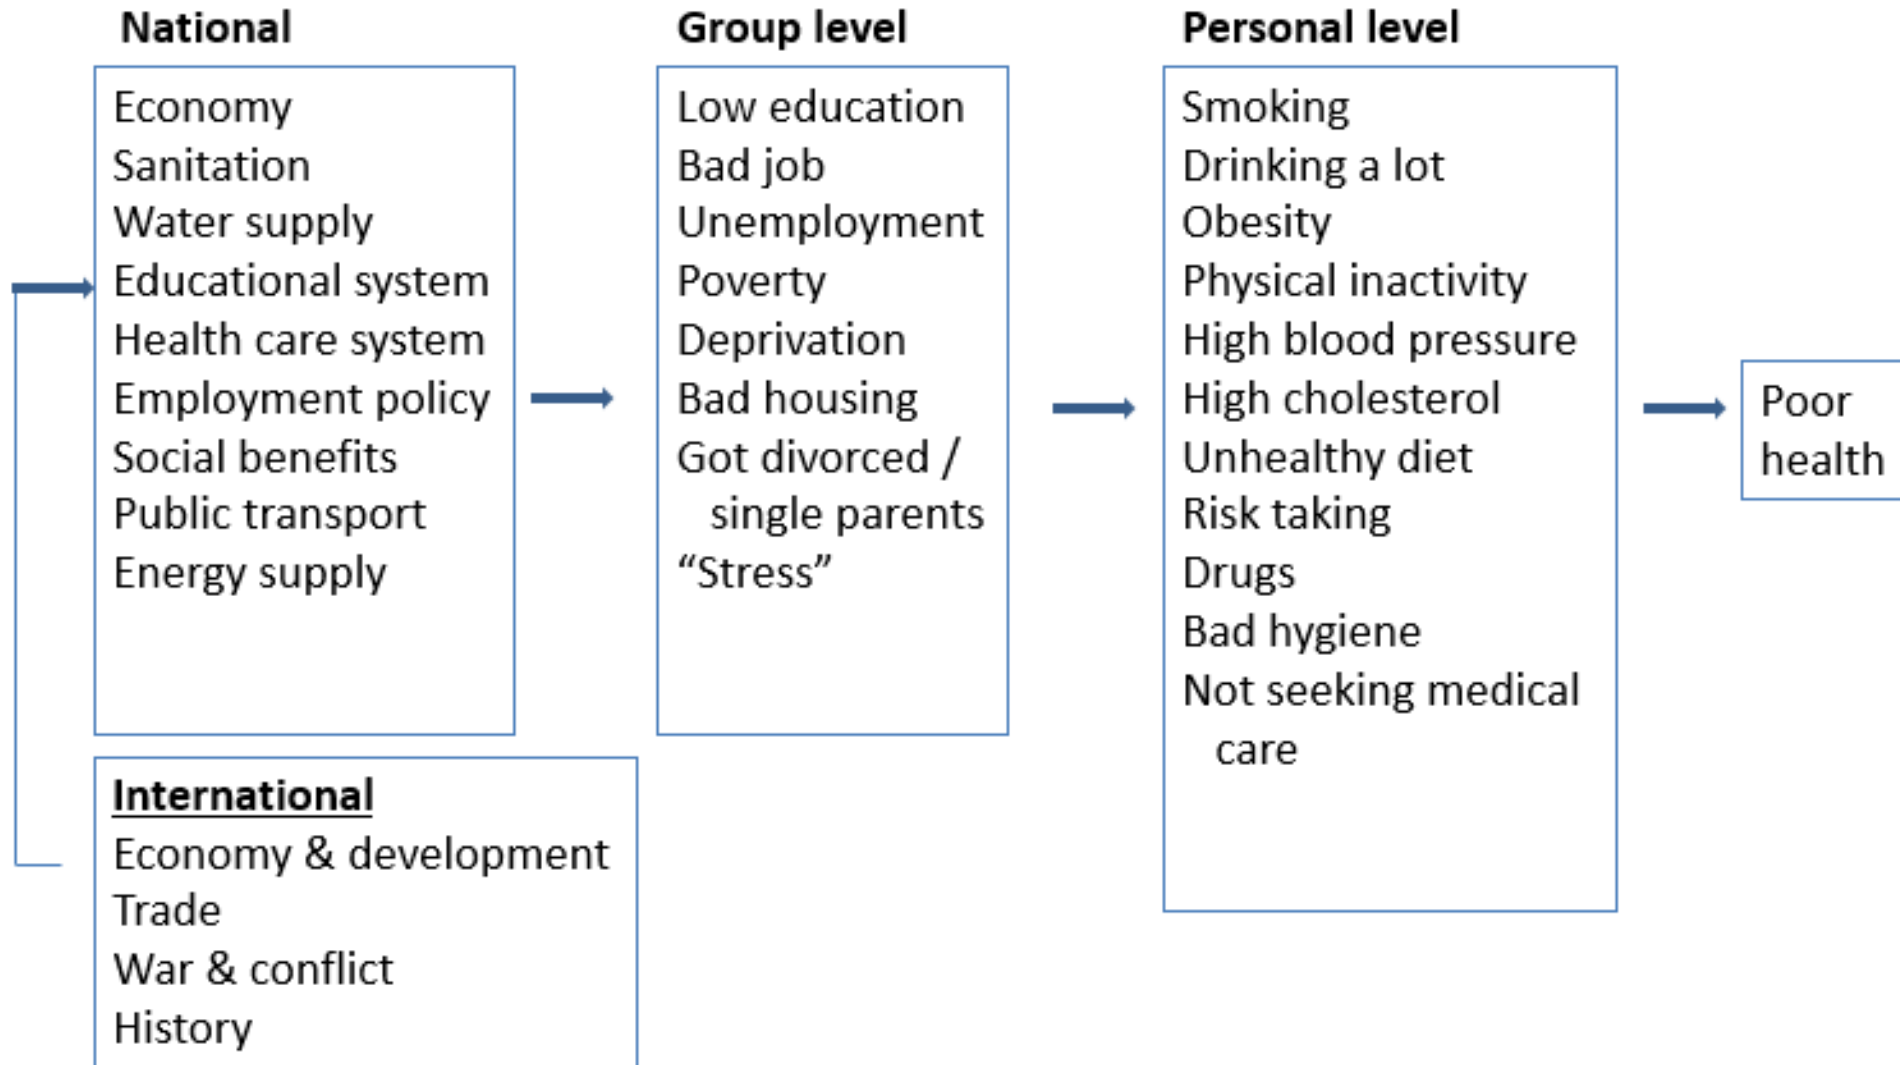 National
Economy
Sanitation
Water supply
Educational system
Health care system
Employment policy
Social benefits
Public transport
Energy supply
International
Economy & development
Trade
War & conflict
History
Group level
Low education
Bad job
Unemployment
Poverty
Deprivation
Bad housing
Got divorced /
single parents
“Stress”
Personal level
Smoking
Drinking a lot
Obesity
Physical inactivity
High blood pressure
High cholesterol
Unhealthy diet
Risk taking
Drugs
Bad hygiene
Not seeking medical
care
Poor
health